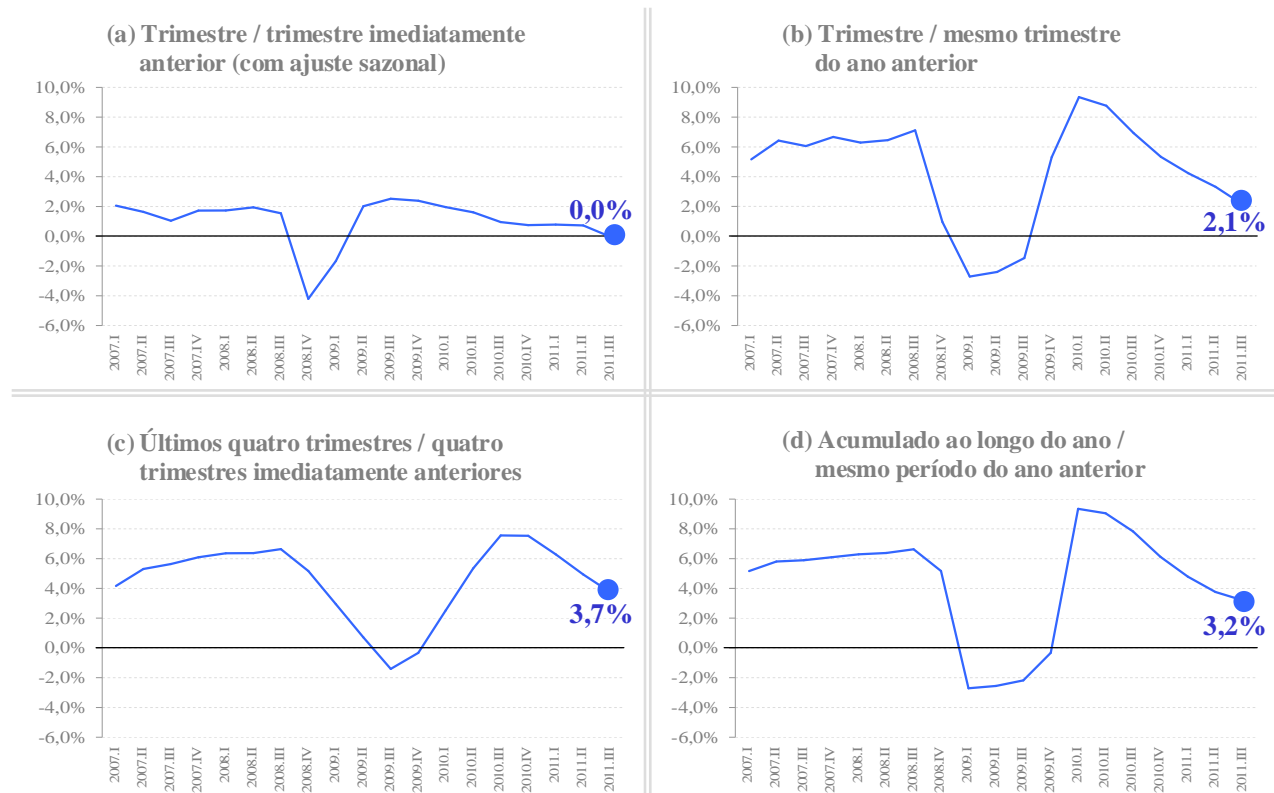 (a) Trimestre / trimestre imediatamente
anterior (com ajuste sazonal)
10,0%
8,0%
6,0%
4,0%
2,0%
0,0%
-2,0%
-4,0%
-6,0%
0,0%
2007.I
2007.II
2007.III
2007.IV
2008.I
2008.II
2008.III
2008.IV
2009.I
2009.II
2009.III
2009.IV
2010.I
2010.II
2010.III
2010.IV
2011.I
2011.II
2011.III
(b) Trimestre / mesmo trimestre
do ano anterior
10,0%
8,0%
6,0%
4,0%
2,0%
0,0%
-2,0%
-4,0%
-6,0%
2,1%
2007.I
2007.II
2007.III
2007.IV
2008.I
2008.II
2008.III
2008.IV
2009.I
2009.II
2009.III
2009.IV
2010.I
2010.II
2010.III
2010.IV
2011.I
2011.II
2011.III
(c) Últimos quatro trimestres / quatro
trimestres imediatamente anteriores
10,0%
8,0%
6,0%
4,0%
2,0%
0,0%
-2,0%
-4,0%
-6,0%
3,7%
2007.I
2007.II
2007.III
2007.IV
2008.I
2008.II
2008.III
2008.IV
2009.I
2009.II
2009.III
2009.IV
2010.I
2010.II
2010.III
2010.IV
2011.I
2011.II
2011.III
(d) Acumulado ao longo do ano /
mesmo período do ano anterior
10,0%
8,0%
6,0%
4,0%
2,0%
0,0%
-2,0%
-4,0%
-6,0%
3,2%
2007.I
2007.II
2007.III
2007.IV
2008.I
2008.II
2008.III
2008.IV
2009.I
2009.II
2009.III
2009.IV
2010.I
2010.II
2010.III
2010.IV
2011.I
2011.II
2011.III